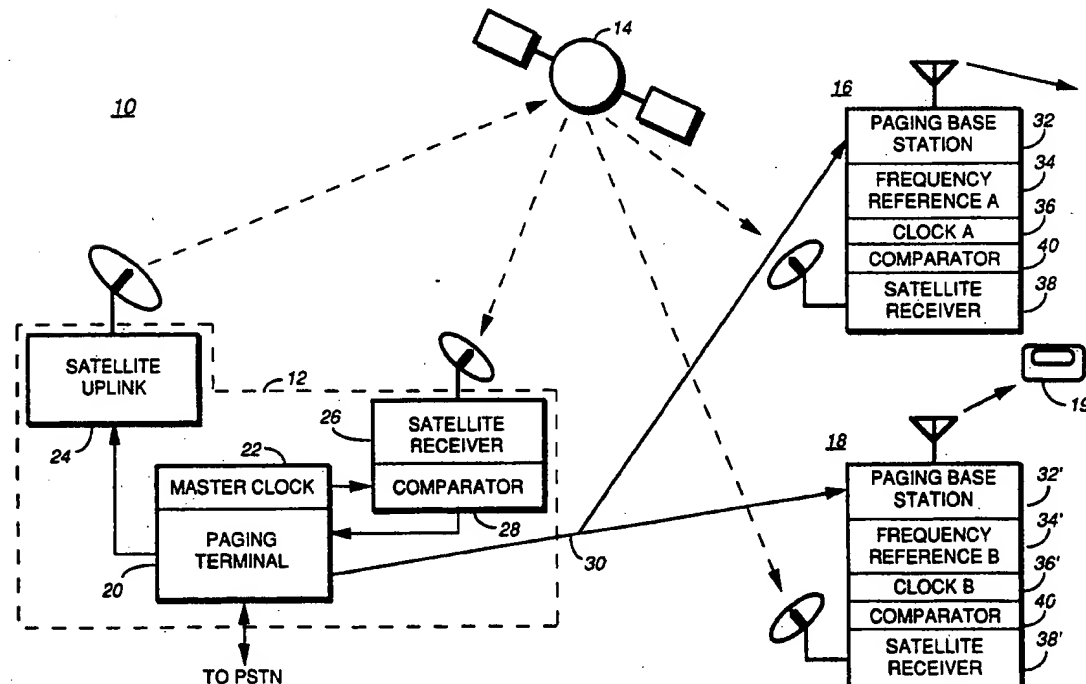 14
10
16
PAGING BASE
STATION
32
FREQUENCY
REFERENCE A
34
CLOCK A
36
COMPARATOR
40
SATELLITE
RECEIVER
38
SATELLITE
UPLINK
24
12
26
SATELLITE
RECEIVER
COMPARATOR
28
22
MASTER CLOCK
PAGING
TERMINAL
20
30
TO PSTN
19
18
PAGING BASE
STATION
32'
FREQUENCY
REFERENCE B
34'
CLOCK B
36'
COMPARATOR
40
SATELLITE
RECEIVER
38'